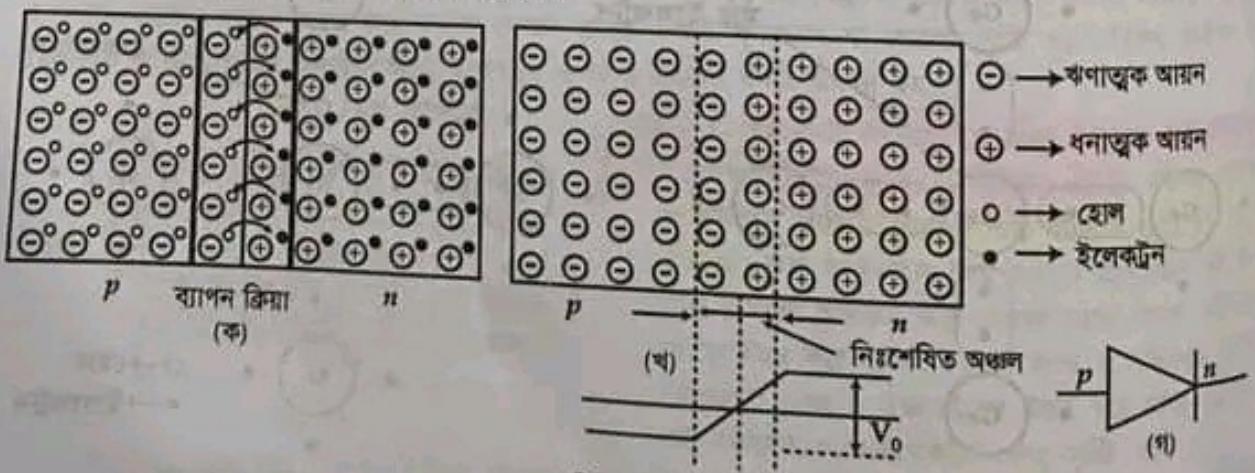 ⊖ → ঋণাত্মক আয়ন
⊕ → ধনাত্মক আয়ন
○ → হোল
● → ইলেকট্রন
p ব্যাপন ক্রিয়া n
(ক)
p n
(খ) নিঃশেষিত অঞ্চল
V₀
p n
(গ)